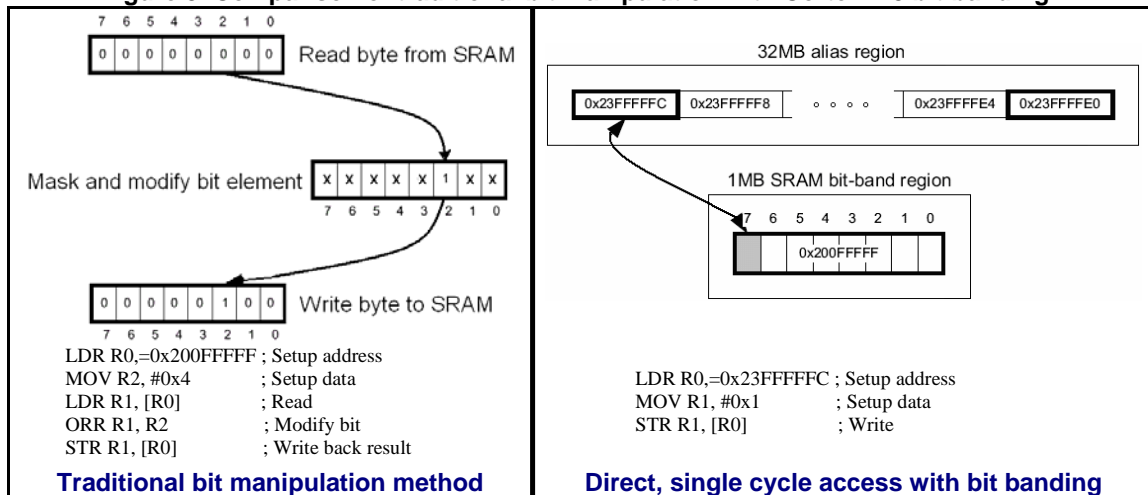 7 6 5 4 3 2 1 0
0 0 0 0 0 0 0 0 Read byte from SRAM
Mask and modify bit element x x x x x 1 x x
7 6 5 4 3 2 1 0
0 0 0 0 0 1 0 0 Write byte to SRAM
7 6 5 4 3 2 1 0
LDR R0,=0x200FFFFF ; Setup address
MOV R2, #0x4 ; Setup data
LDR R1, [R0] ; Read
ORR R1, R2 ; Modify bit
STR R1, [R0] ; Write back result
Traditional bit manipulation method
32MB alias region
0x23FFFFFC 0x23FFFFF8 0x23FFFFE4 0x23FFFFE0
1MB SRAM bit-band region
7 6 5 4 3 2 1 0
0x200FFFFF
LDR R0,=0x23FFFFFC ; Setup address
MOV R1, #0x1 ; Setup data
STR R1, [R0] ; Write
Direct, single cycle access with bit banding